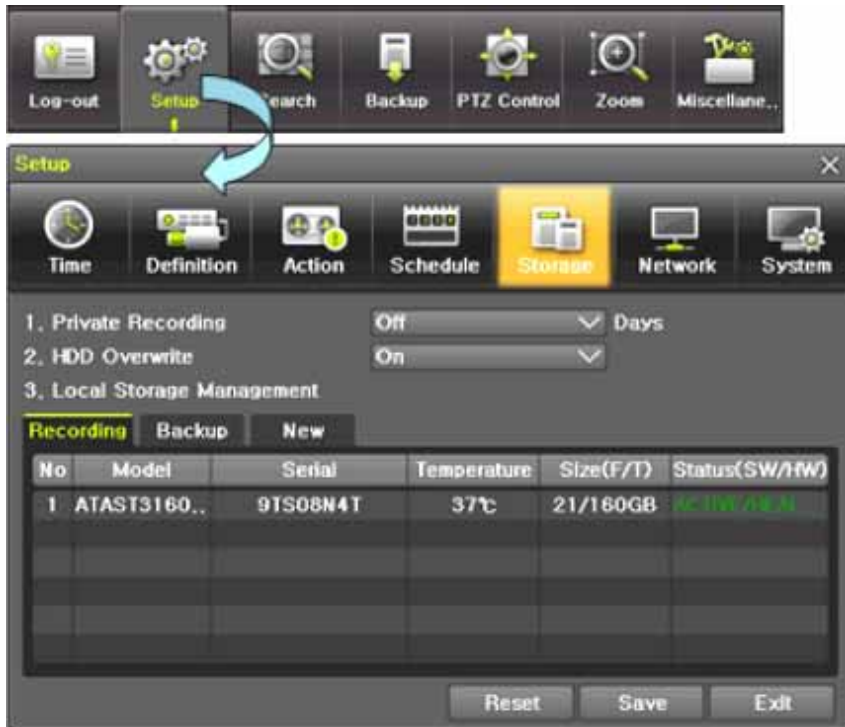 Log-out Setup Search Backup PTZ Control Zoom Miscellane..
Setup
Time Definition Action Schedule Storage Network System
1. Private Recording Off Days
2. HDD Overwrite On
3. Local Storage Management
Recording Backup New
No Model Serial Temperature Size(F/T) Status(SW/HW)
1 ATAST3160.. 9TS08N4T 37℃ 21/160GB
Reset Save Exit